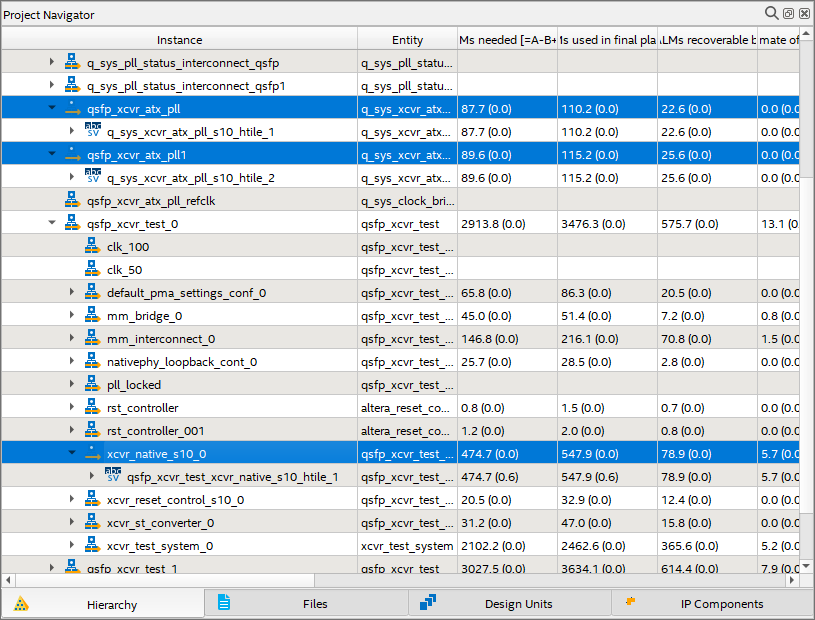 Project Navigator
Instance Entity Ms needed [=A-B+ Ms used in final pla ALMs recoverable b mate of
q_sys_pll_status_interconnect_qsfp q_sys_pll_statu...
q_sys_pll_status_interconnect_qsfp1 q_sys_pll_statu...
qsfp_xcvr_atx_pll q_sys_xcvr_atx... 87.7 (0.0) 110.2 (0.0) 22.6 (0.0) 0.0 (0.0
abc
sv q_sys_xcvr_atx_pll_s10_htile_1 q_sys_xcvr_atx... 87.7 (0.0) 110.2 (0.0) 22.6 (0.0) 0.0 (0.0
qsfp_xcvr_atx_pll1 q_sys_xcvr_atx... 89.6 (0.0) 115.2 (0.0) 25.6 (0.0) 0.0 (0.0
abc
sv q_sys_xcvr_atx_pll_s10_htile_2 q_sys_xcvr_atx... 89.6 (0.0) 115.2 (0.0) 25.6 (0.0) 0.0 (0.0
qsfp_xcvr_atx_pll_refclk q_sys_clock_bri...
qsfp_xcvr_test_0 qsfp_xcvr_test 2913.8 (0.0) 3476.3 (0.0) 575.7 (0.0) 13.1 (0.
clk_100 qsfp_xcvr_test_...
clk_50 qsfp_xcvr_test_...
default_pma_settings_conf_0 qsfp_xcvr_test_... 65.8 (0.0) 86.3 (0.0) 20.5 (0.0) 0.0 (0.0
mm_bridge_0 qsfp_xcvr_test_... 45.0 (0.0) 51.4 (0.0) 7.2 (0.0) 0.8 (0.0
mm_interconnect_0 qsfp_xcvr_test_... 146.8 (0.0) 216.1 (0.0) 70.8 (0.0) 1.5 (0.0
nativephy_loopback_cont_0 qsfp_xcvr_test_... 25.7 (0.0) 28.5 (0.0) 2.8 (0.0) 0.0 (0.0
pll_locked qsfp_xcvr_test_...
rst_controller altera_reset_co... 0.8 (0.0) 1.5 (0.0) 0.7 (0.0) 0.0 (0.0
rst_controller_001 altera_reset_co... 1.2 (0.0) 2.0 (0.0) 0.8 (0.0) 0.0 (0.0
xcvr_native_s10_0 qsfp_xcvr_test_... 474.7 (0.0) 547.9 (0.0) 78.9 (0.0) 5.7 (0.0
abc
sv qsfp_xcvr_test_xcvr_native_s10_htile_1 qsfp_xcvr_test_... 474.7 (0.6) 547.9 (0.6) 78.9 (0.0) 5.7 (0.0
xcvr_reset_control_s10_0 qsfp_xcvr_test_... 20.5 (0.0) 32.9 (0.0) 12.4 (0.0) 0.0 (0.0
xcvr_st_converter_0 qsfp_xcvr_test_... 31.2 (0.0) 47.0 (0.0) 15.8 (0.0) 0.0 (0.0
xcvr_test_system_0 xcvr_test_system 2102.2 (0.0) 2462.6 (0.0) 365.6 (0.0) 5.2 (0.0
qsfp_xcvr_test_1 qsfp_xcvr_test 3027.5 (0.0) 3634.1 (0.0) 614.4 (0.0) 7.9 (0.0
Hierarchy Files Design Units IP Components